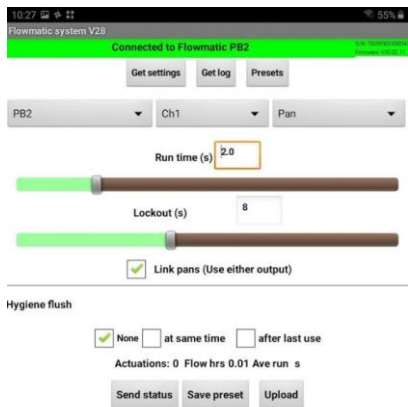 10:27 55%
Flowmatic system V28
Connected to Flowmatic PB2
Get settings Get log Presets
PB2 Ch1 Pan
Run time (s) 2.0
Lockout (s) 8
Link pans (Use either output)
Hygiene flush
None at same time after last use
Actuations: 0 Flow hrs 0.01 Ave run s
Send status Save preset Upload